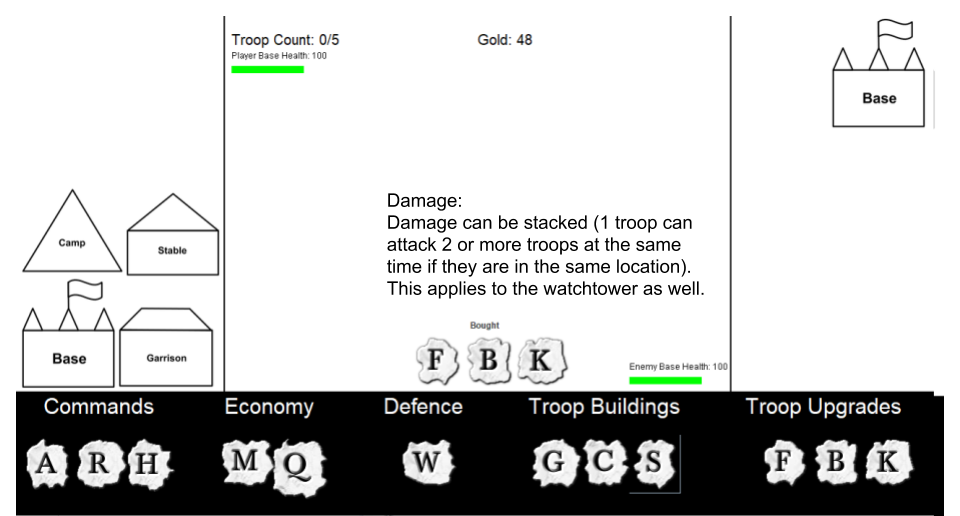 Troop Count: 0/5
Gold: 48
Player Base Health: 100
Base
Damage:
Damage can be stacked (1 troop can
attack 2 or more troops at the same
time if they are in the same location).
This applies to the watchtower as well.
Camp
Stable
Base
Garrison
Bought
F B K
Enemy Base Health: 100
Commands Economy Defence Troop Buildings Troop Upgrades
A R H M Q W G C S F B K